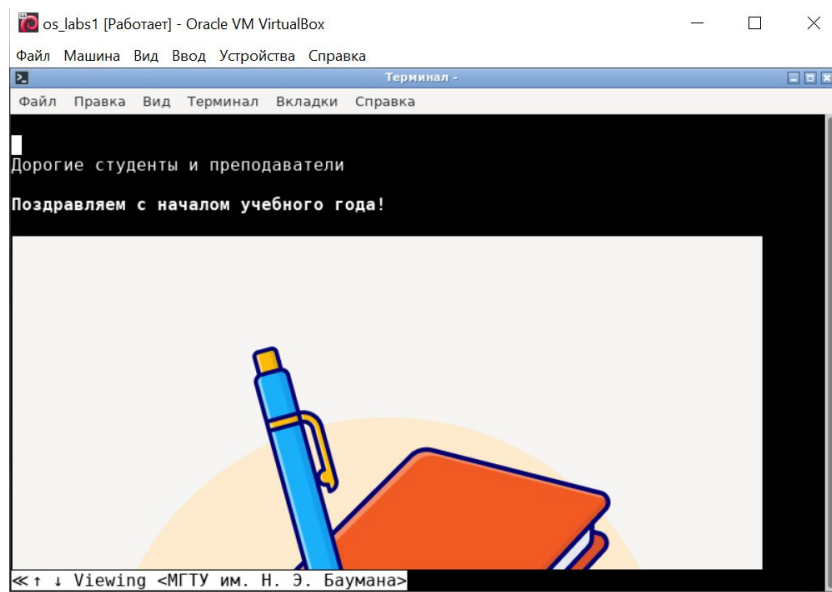 os_labs1 [Работает] - Oracle VM VirtualBox
Файл Машина Вид Ввод Устройства Справка
Терминал -
Файл Правка Вид Терминал Вкладки Справка
Дорогие студенты и преподаватели
Поздравляем с началом учебного года!
≪↑ ↓ Viewing <МГТУ им. Н. Э. Баумана>